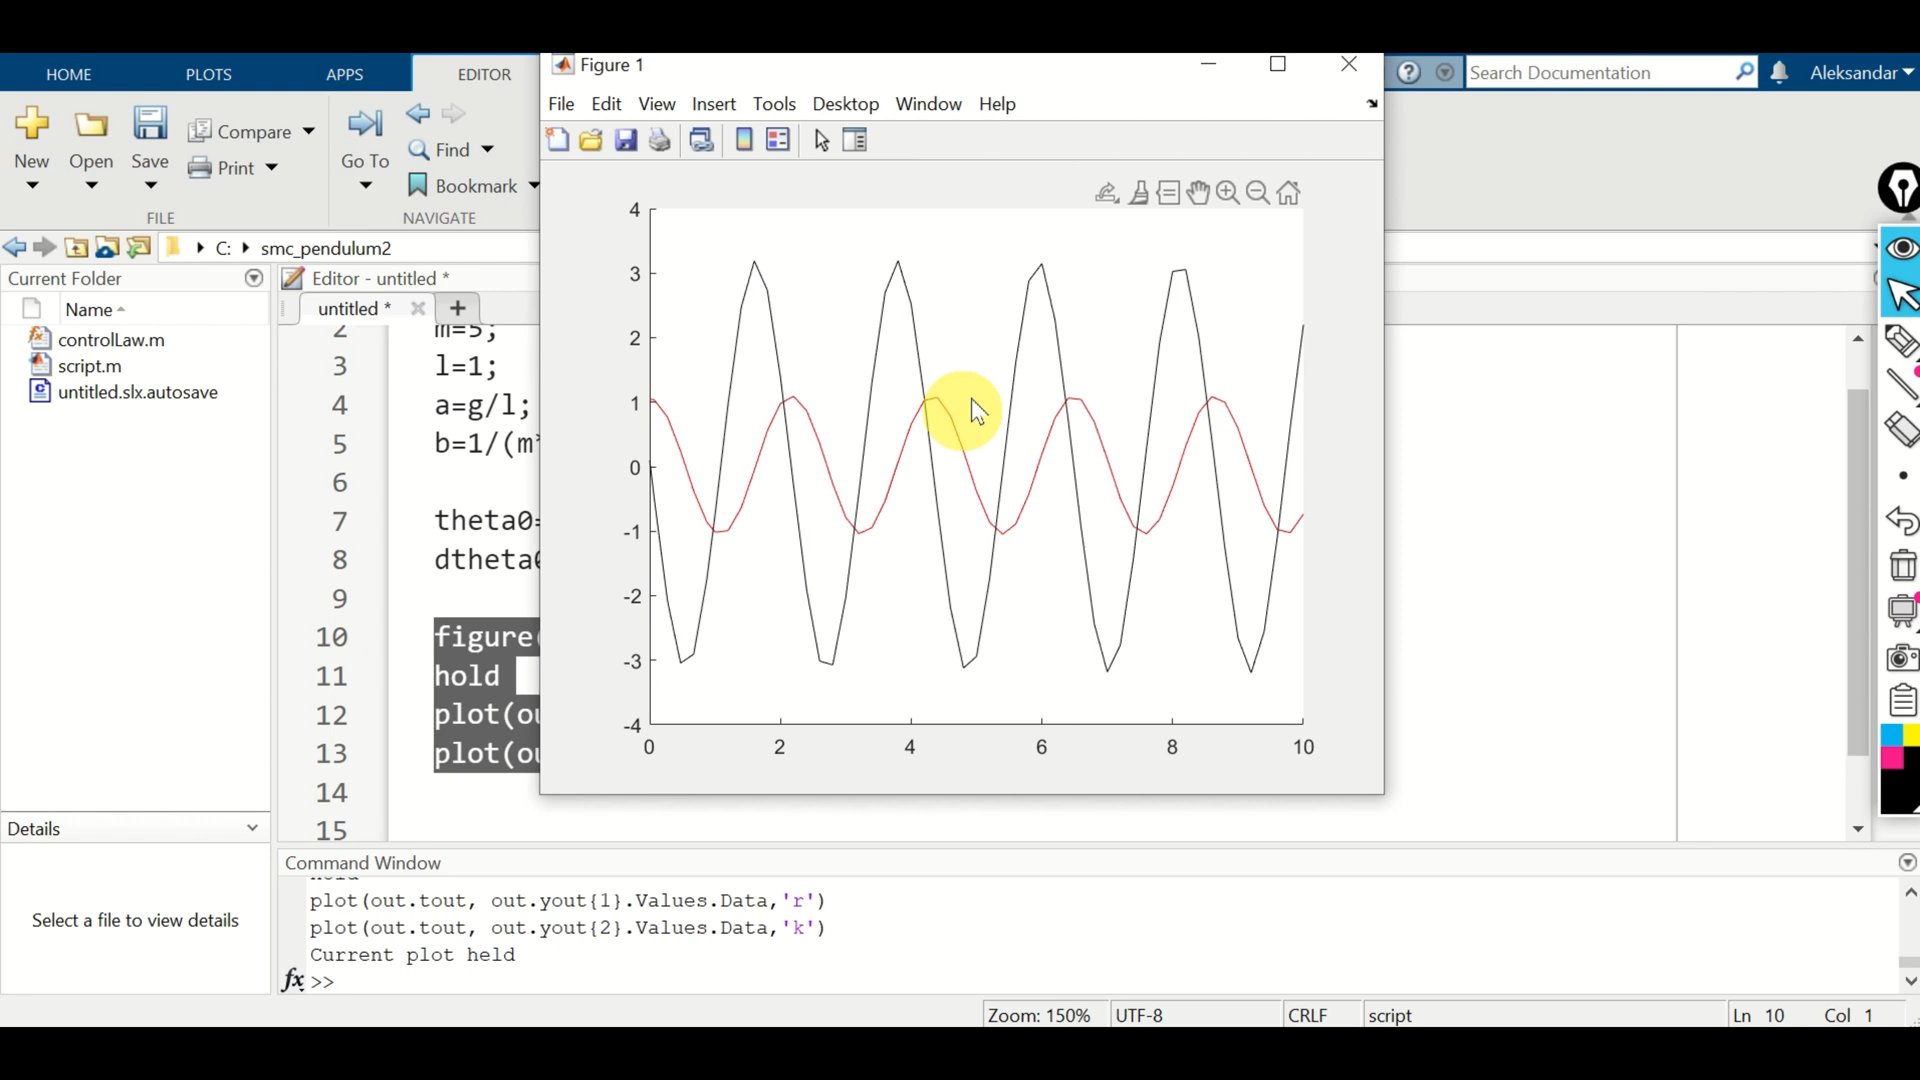 HOME PLOTS APPS EDITOR
Figure 1
Search Documentation
Aleksandar
File Edit View Insert Tools Desktop Window Help
New Open Save Compare Print
Go To Find Bookmark
FILE NAVIGATE
C: smc_pendulum2
Current Folder
Editor - untitled *
Name
untitled *
controlLaw.m
script.m
untitled.slx.autosave
2 m=5;
3 l=1;
4 a=g/l;
5 b=1/(m
6
7 theta0=
8
9
10 figure
11 hold
12 plot(
13 plot(
14
15
4
3
2
1
0
-1
-2
-3
-4
0 2 4 6 8 10
Details
Select a file to view details
Command Window
plot(out.tout, out.yout{1}.Values.Data,'r')
plot(out.tout, out.yout{2}.Values.Data,'k')
Current plot held
fx >>
Zoom: 150% UTF-8 CRLF script Ln 10 Col 1